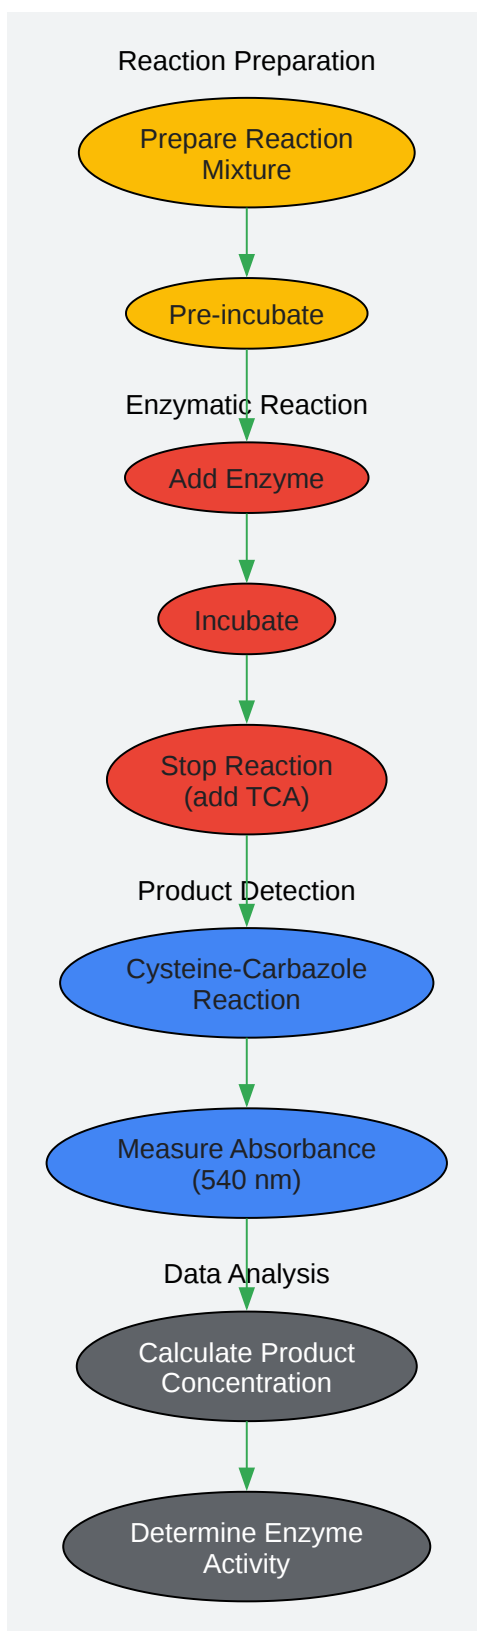 Reaction Preparation
Prepare Reaction
Mixture
Pre-incubate
Enzymatic Reaction
Add Enzyme
Incubate
Stop Reaction
(add TCA)
Product Detection
Cysteine-Carbazole
Reaction
Measure Absorbance
(540 nm)
Data Analysis
Calculate Product
Concentration
Determine Enzyme
Activity